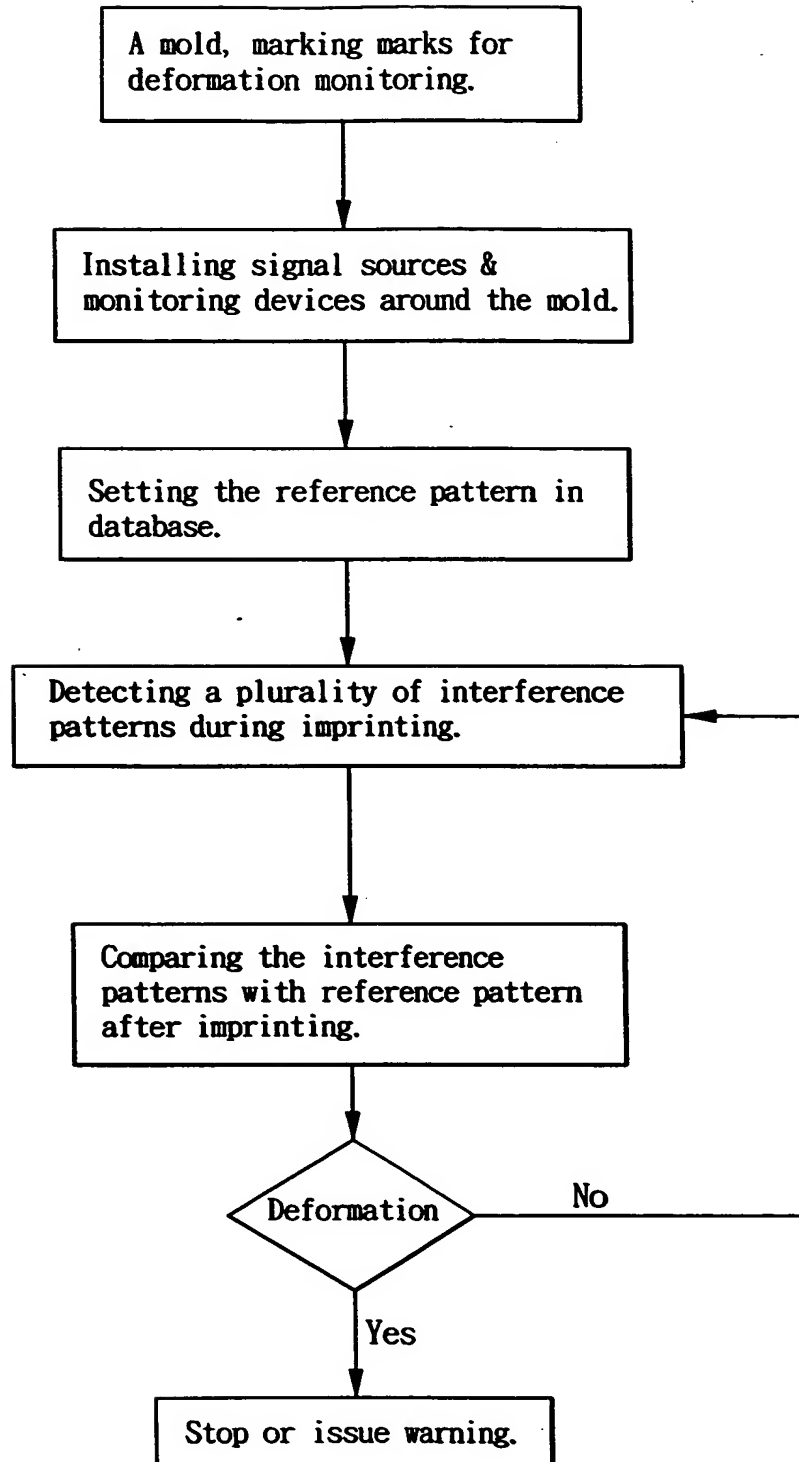 A mold, marking marks for
deformation monitoring.
Installing signal sources &
monitoring devices around the mold.
Setting the reference pattern in
database.
Detecting a plurality of interference
patterns during imprinting.
Comparing the interference
patterns with reference pattern
after imprinting.
Deformation
No
Yes
Stop or issue warning.